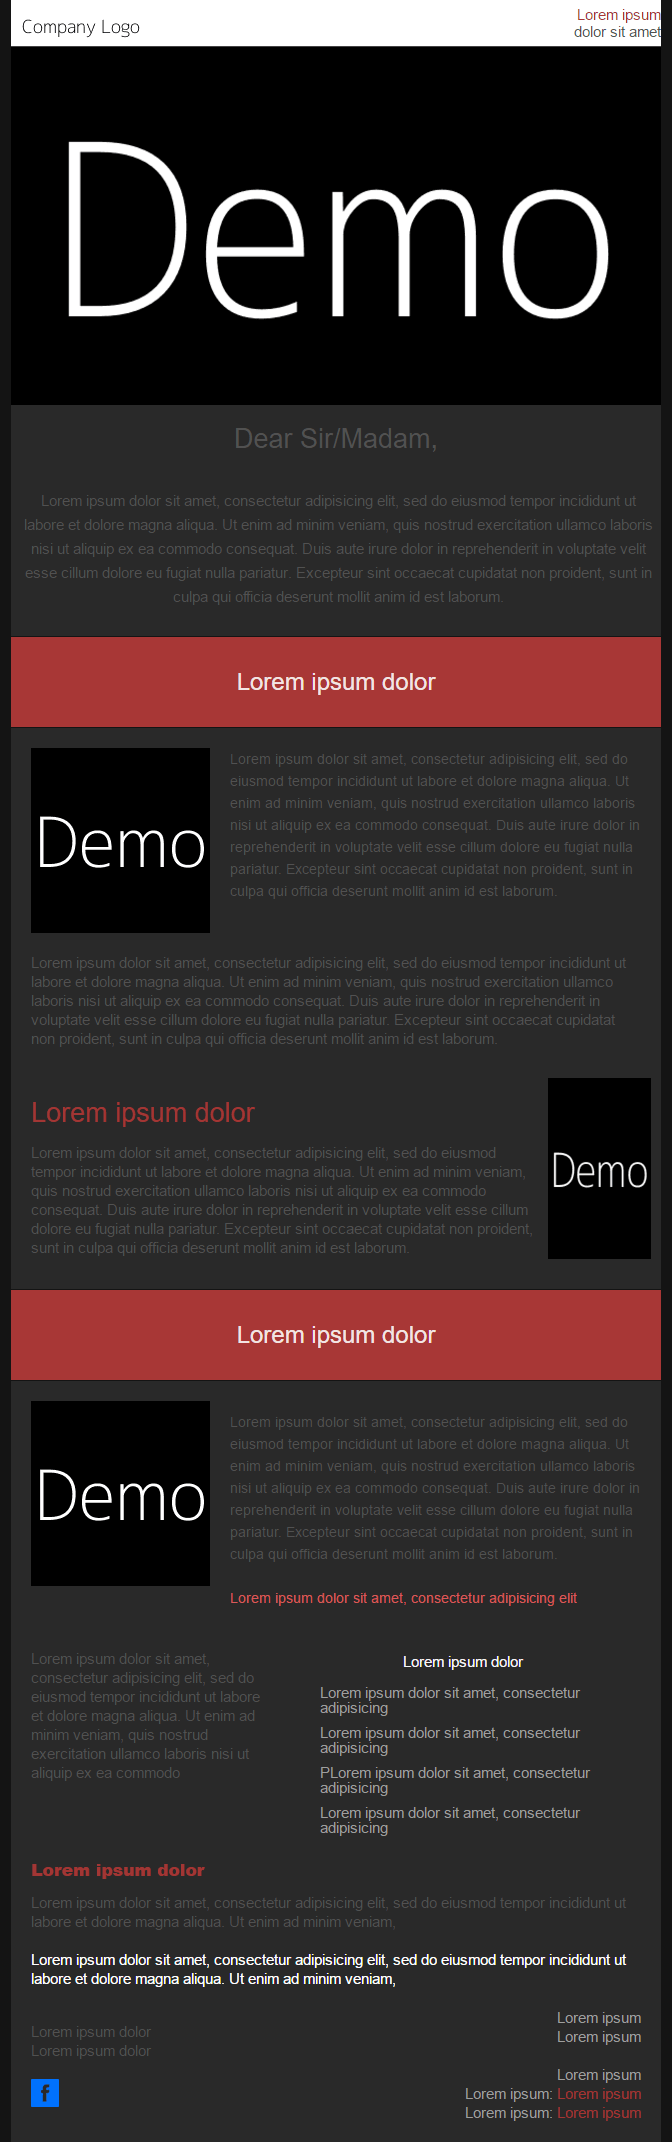 Company Logo
Lorem ipsum
dolor sit amet
Demo
Dear Sir/Madam,
Lorem ipsum dolor sit amet, consectetur adipisicing elit, sed do eiusmod tempor incididunt ut
labore et dolore magna aliqua. Ut enim ad minim veniam, quis nostrud exercitation ullamco laboris
nisi ut aliquip ex ea commodo consequat. Duis aute irure dolor in reprehenderit in voluptate velit
esse cillum dolore eu fugiat nulla pariatur. Excepteur sint occaecat cupidatat non proident, sunt in
culpa qui officia deserunt mollit anim id est laborum.
Lorem ipsum dolor
Demo
Lorem ipsum dolor sit amet, consectetur adipisicing elit, sed do
eiusmod tempor incididunt ut labore et dolore magna aliqua. Ut
enim ad minim veniam, quis nostrud exercitation ullamco laboris
nisi ut aliquip ex ea commodo consequat. Duis aute irure dolor in
reprehenderit in voluptate velit esse cillum dolore eu fugiat nulla
pariatur. Excepteur sint occaecat cupidatat non proident, sunt in
culpa qui officia deserunt mollit anim id est laborum.
Lorem ipsum dolor sit amet, consectetur adipisicing elit, sed do eiusmod tempor incididunt ut
labore et dolore magna aliqua. Ut enim ad minim veniam, quis nostrud exercitation ullamco
laboris nisi ut aliquip ex ea commodo consequat. Duis aute irure dolor in reprehenderit in
voluptate velit esse cillum dolore eu fugiat nulla pariatur. Excepteur sint occaecat cupidatat
non proident, sunt in culpa qui officia deserunt mollit anim id est laborum.
Lorem ipsum dolor
Lorem ipsum dolor sit amet, consectetur adipisicing elit, sed do eiusmod
tempor incididunt ut labore et dolore magna aliqua. Ut enim ad minim veniam,
quis nostrud exercitation ullamco laboris nisi ut aliquip ex ea commodo
consequat. Duis aute irure dolor in reprehenderit in voluptate velit esse cillum
dolore eu fugiat nulla pariatur. Excepteur sint occaecat cupidatat non proident,
sunt in culpa qui officia deserunt mollit anim id est laborum.
Demo
Lorem ipsum dolor
Demo
Lorem ipsum dolor sit amet, consectetur adipisicing elit, sed do
eiusmod tempor incididunt ut labore et dolore magna aliqua. Ut
enim ad minim veniam, quis nostrud exercitation ullamco laboris
nisi ut aliquip ex ea commodo consequat. Duis aute irure dolor in
reprehenderit in voluptate velit esse cillum dolore eu fugiat nulla
pariatur. Excepteur sint occaecat cupidatat non proident, sunt in
culpa qui officia deserunt mollit anim id est laborum.
Lorem ipsum dolor sit amet, consectetur adipisicing elit
Lorem ipsum dolor sit amet,
consectetur adipisicing elit, sed do
eiusmod tempor incididunt ut labore
et dolore magna aliqua. Ut enim ad
minim veniam, quis nostrud
exercitation ullamco laboris nisi ut
aliquip ex ea commodo
Lorem ipsum dolor
Lorem ipsum dolor sit amet, consectetur
adipisicing
Lorem ipsum dolor sit amet, consectetur
adipisicing
PLorem ipsum dolor sit amet, consectetur
adipisicing
Lorem ipsum dolor sit amet, consectetur
adipisicing
Lorem ipsum dolor
Lorem ipsum dolor sit amet, consectetur adipisicing elit, sed do eiusmod tempor incididunt ut
labore et dolore magna aliqua. Ut enim ad minim veniam,
Lorem ipsum dolor sit amet, consectetur adipisicing elit, sed do eiusmod tempor incididunt ut
labore et dolore magna aliqua. Ut enim ad minim veniam,
Lorem ipsum dolor
Lorem ipsum dolor
f
Lorem ipsum
Lorem ipsum
Lorem ipsum
Lorem ipsum: Lorem ipsum
Lorem ipsum: Lorem ipsum